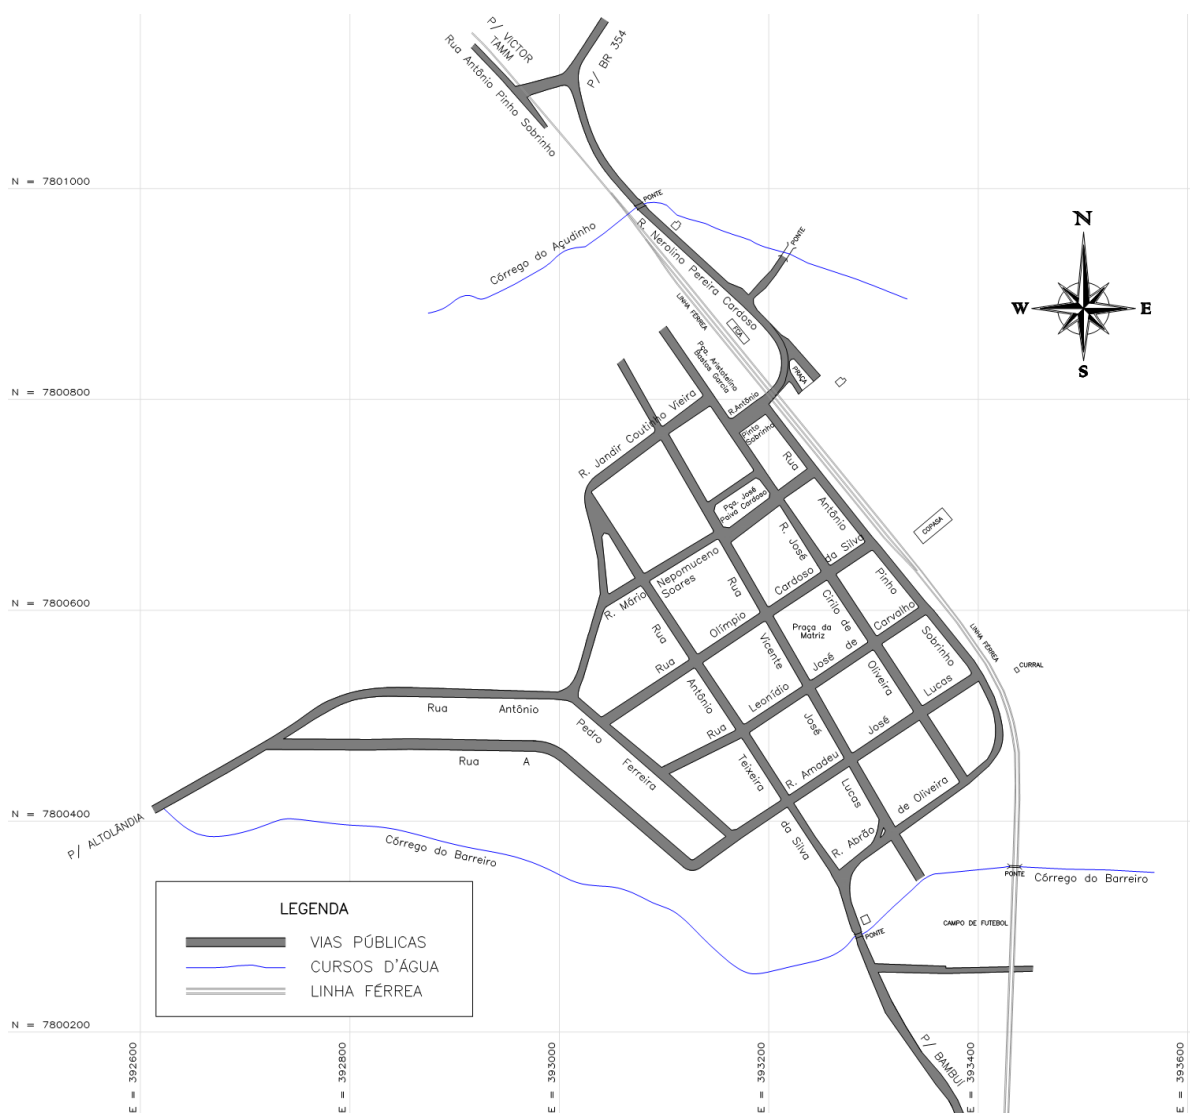 P/ VICTOR
TAMM
Rua Antônio Pinho Sobrinho
P/ BR 354
N = 7801000
PONTE
Córrego do Açudinho
R. Nerolino Pereira Cardoso
PONTE
N
W
E
S
LINHA FÉRREA
FCA
Pça. Aristotelino
Bastos Garcia
PRAÇA
N = 7800800
R. Jandir Coutinho Vieira
R. Antônio
Pinto
Sobrinho
Rua
Pça. José
Paiva Cardoso
Antônio
da Silva
COPASA
R. José
Cardoso
Nepomuceno
Soares
Rua
Pinho
Carvalho
N = 7800600
R. Mário
Rua
Olímpio
Cirilo de
Praça da
Matriz
José de
Sobrinho
LINHA FÉRREA
CURRAL
Rua
Vicente
Oliveira
Lucas
Antônio
Leonídio
Rua
José
José
Rua Antônio
Pedro
Ferreira
Rua A
Teixeira
R. Amadeu
Lucas
de Oliveira
N = 7800400
P/ ALTOLÂNDIA
da Silva
R. Abrão
Córrego do Barreiro
PONTE
Córrego do Barreiro
CAMPO DE FUTEBOL
PONTE
LEGENDA
VIAS PÚBLICAS
CURSOS D'ÁGUA
LINHA FÉRREA
N = 7800200
P/ BAMBUÍ
E = 392600
E = 392800
E = 393000
E = 393200
E = 393400
E = 393600